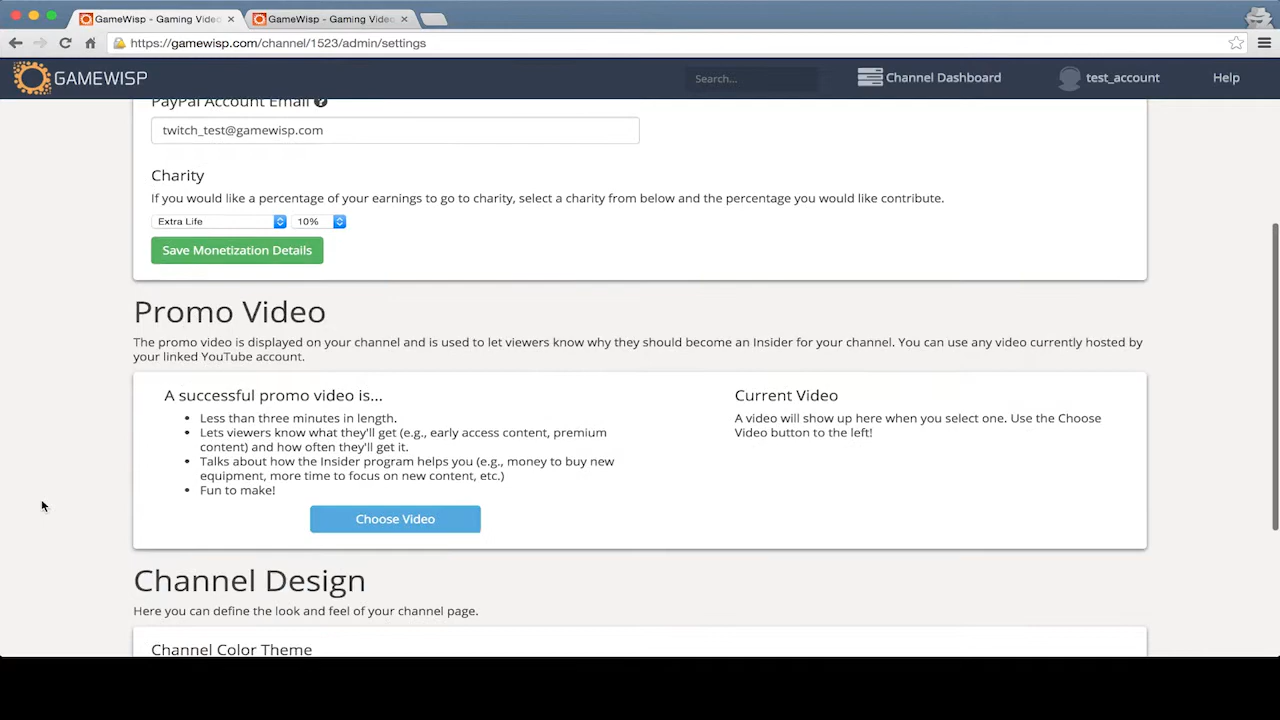 GameWisp - Gaming Video
GameWisp - Gaming Video
https://gamewisp.com/channel/1523/admin/settings
GAMEWISP
Search...
Channel Dashboard
test_account
Help
PayPal Account Email
twitch_test@gamewisp.com
Charity
If you would like a percentage of your earnings to go to charity, select a charity from below and the percentage you would like contribute.
Extra Life
10%
Save Monetization Details
Promo Video
The promo video is displayed on your channel and is used to let viewers know why they should become an Insider for your channel. You can use any video currently hosted by
your linked YouTube account.
A successful promo video is...
• Less than three minutes in length.
• Lets viewers know what they'll get (e.g., early access content, premium
content) and how often they'll get it.
• Talks about how the Insider program helps you (e.g., money to buy new
equipment, more time to focus on new content, etc.)
• Fun to make!
Choose Video
Current Video
A video will show up here when you select one. Use the Choose
Video button to the left!
Channel Design
Here you can define the look and feel of your channel page.
Channel Color Theme